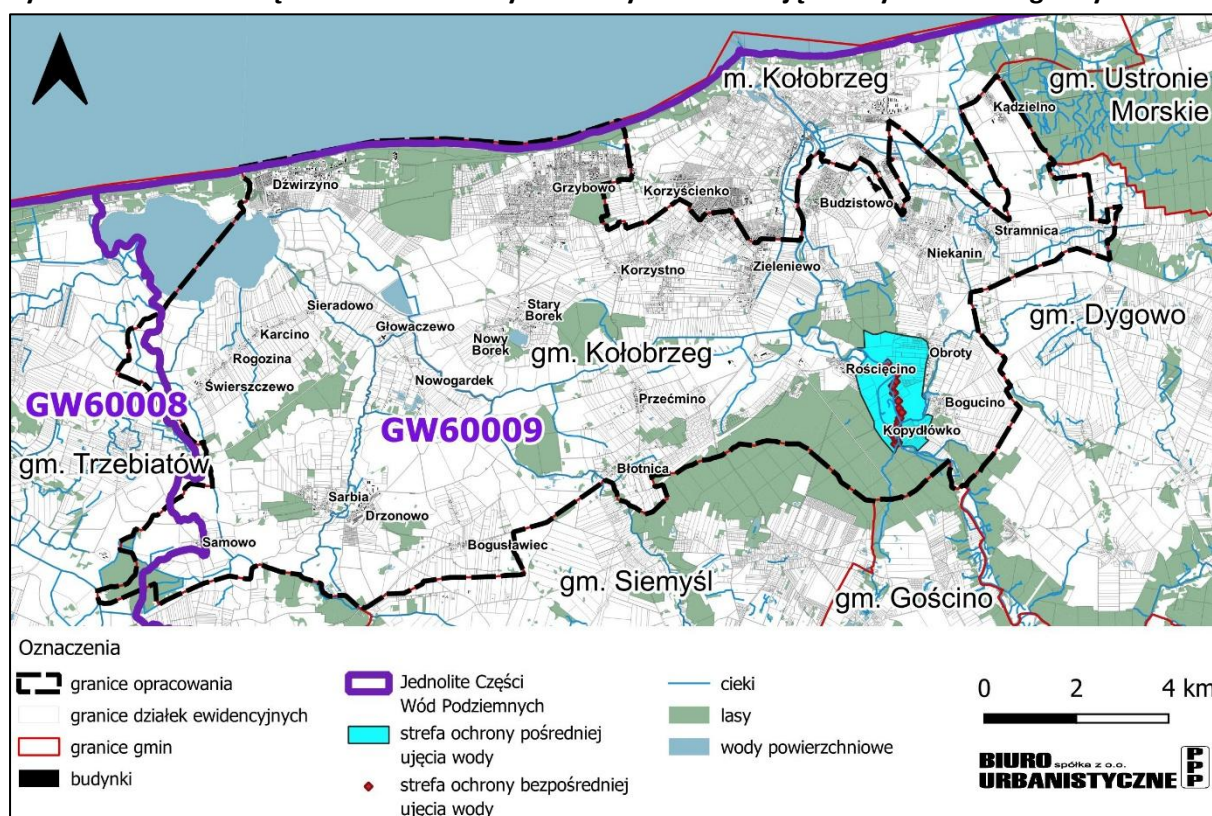 m. Kołobrzeg
gm. Ustronie
Morskie
Kądzielno
Dźwirzyno
Grzybowo
Korzyścienko
Budzistowo
Stramnica
Niekanin
Korzystno
Zieleniewo
Sieradowo
Stary
Borek
Głowaczewo
Karcino
Nowy
Borek
gm. Dygowo
gm. Kołobrzeg
Obroty
Rogozina
Rościęcino
Nowogardek
Świerszczewo
Przećmino
Bogucino
GW60008
GW60009
Kopydłówko
gm. Trzebiatów
Błotnica
Sarbia
Drzonowo
Samowo
Bogusławiec
gm. Siemyśl
gm. Gościno
Oznaczenia
granice opracowania
granice działek ewidencyjnych
granice gmin
budynki
Jednolite Części
Wód Podziemnych
strefa ochrony pośredniej
ujęcia wody
strefa ochrony bezpośredniej
ujęcia wody
cieki
lasy
wody powierzchniowe
0 2 4 km
BIURO spółka z o.o.
URBANISTYCZNE
PPP